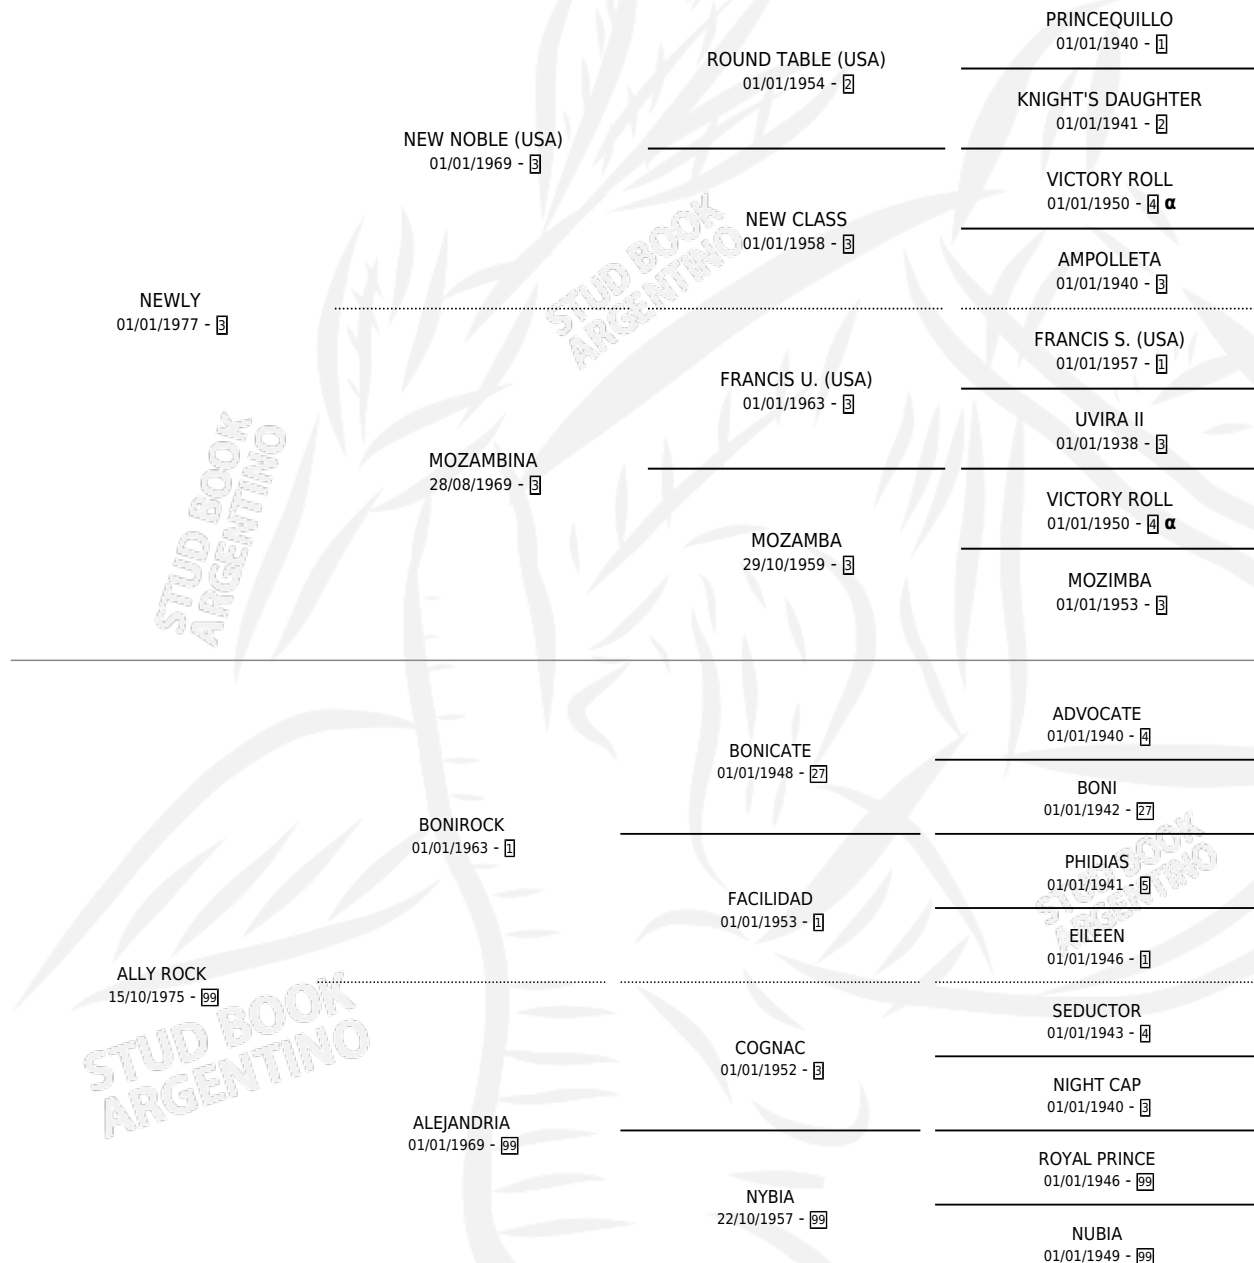 PRINCEQUILLO
01/01/1940 - 1
ROUND TABLE (USA)
01/01/1954 - 2
KNIGHT'S DAUGHTER
01/01/1941 - 2
NEW NOBLE (USA)
01/01/1969 - 3
VICTORY ROLL
01/01/1950 - 4 α
NEW CLASS
01/01/1958 - 3
AMPOLLETA
01/01/1940 - 3
NEWLY
01/01/1977 - 3
FRANCIS S. (USA)
01/01/1957 - 1
FRANCIS U. (USA)
01/01/1963 - 3
UVIRA II
01/01/1938 - 3
MOZAMBINA
28/08/1969 - 3
VICTORY ROLL
01/01/1950 - 4 α
MOZAMBA
29/10/1959 - 3
MOZIMBA
01/01/1953 - 3
ADVOCATE
01/01/1940 - 4
BONICATE
01/01/1948 - 27
BONI
01/01/1942 - 27
BONIROCK
01/01/1963 - 1
PHIDIAS
01/01/1941 - 5
FACILIDAD
01/01/1953 - 1
EILEEN
01/01/1946 - 1
ALLY ROCK
15/10/1975 - 99
SEDUCTOR
01/01/1943 - 4
COGNAC
01/01/1952 - 3
NIGHT CAP
01/01/1940 - 3
ALEJANDRIA
01/01/1969 - 99
ROYAL PRINCE
01/01/1946 - 99
NYBIA
22/10/1957 - 99
NUBIA
01/01/1949 - 99
STUD BOOK
ARGENTINO
STUD BOOK
ARGENTINO
STUD BOOK
ARGENTINO
STUD BOOK
ARGENTINO